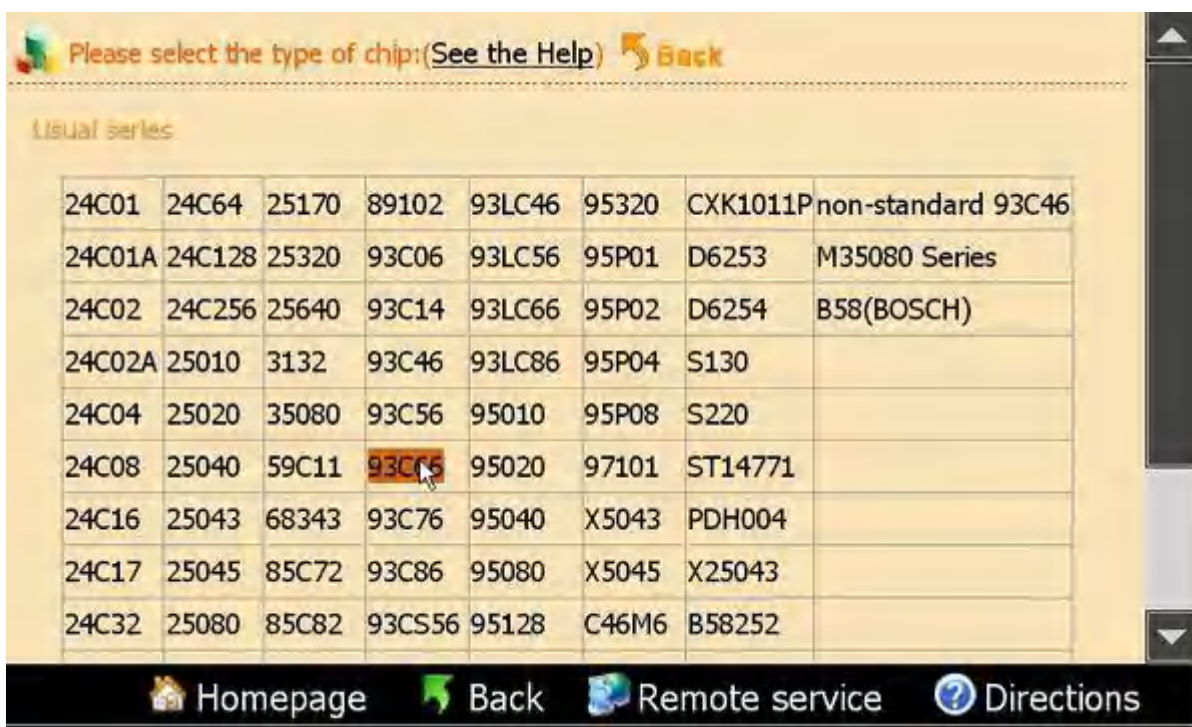 Please select the type of chip:(See the Help) Back
Usual series
24C01 24C64 25170 89102 93LC46 95320 CXK1011P non-standard 93C46
24C01A 24C128 25320 93C06 93LC56 95P01 D6253 M35080 Series
24C02 24C256 25640 93C14 93LC66 95P02 D6254 B58(BOSCH)
24C02A 25010 3132 93C46 93LC86 95P04 S130
24C04 25020 35080 93C56 95010 95P08 S220
24C08 25040 59C11 93C66 95020 97101 ST14771
24C16 25043 68343 93C76 95040 X5043 PDH004
24C17 25045 85C72 93C86 95080 X5045 X25043
24C32 25080 85C82 93CS56 95128 C46M6 B58252
Homepage Back Remote service Directions